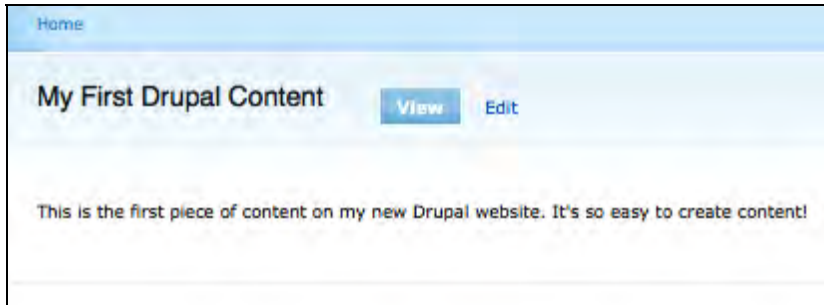 Home
My First Drupal Content View Edit
This is the first piece of content on my new Drupal website. It's so easy to create content!